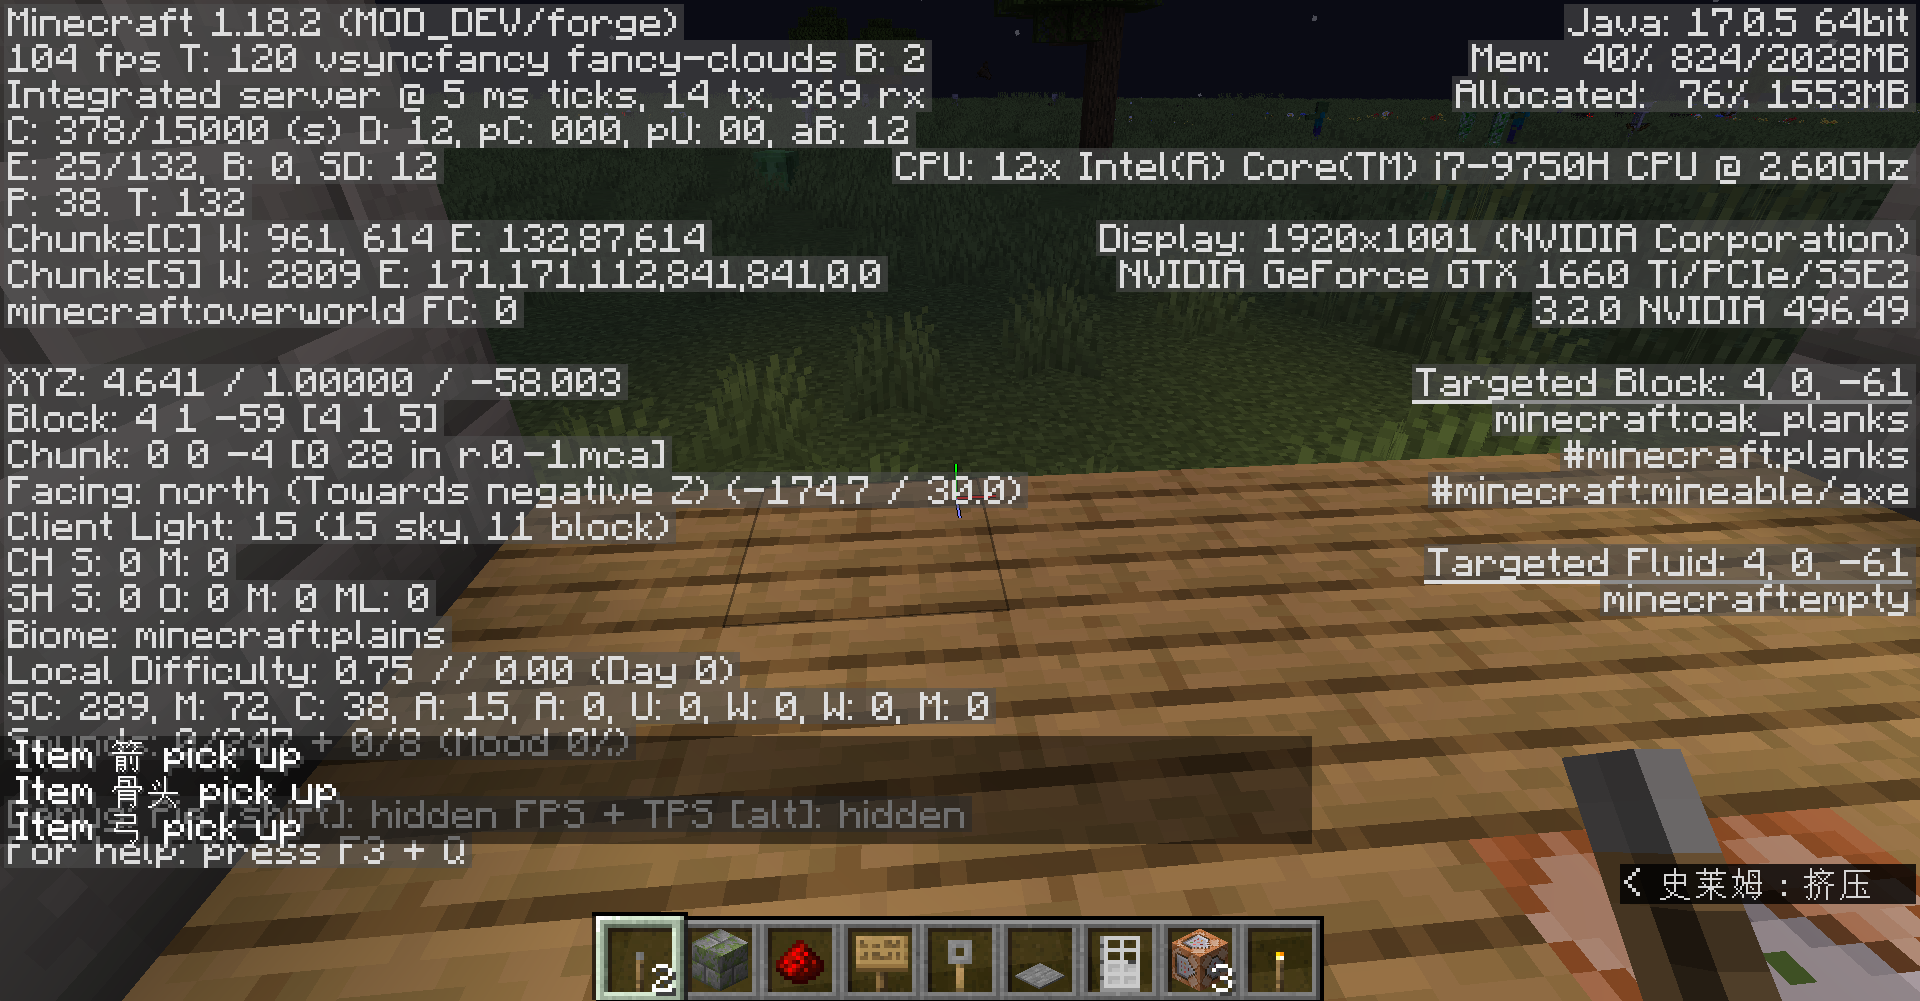 Minecraft 1.18.2 (MOD_DEV/forge)
104 fps T: 120 vsyncfancy fancy-clouds B: 2
Integrated server @ 5 ms ticks, 14 tx, 369 rx
C: 378/15000 (s) D: 12, pC: 000, pU: 00, aB: 12
E: 25/132, B: 0, SD: 12
P: 38. T: 132
Chunks[C] W: 961, 614 E: 132,87,614
Chunks[S] W: 2809 E: 171,171,112,841,841,0,0
minecraft:overworld FC: 0
XYZ: 4.641 / 1.00000 / -58.003
Block: 4 1 -59 [4 1 5]
Chunk: 0 0 -4 [0 28 in r.0.-1.mca]
Facing: north (Towards negative Z) (-174.7 / 30.0)
Client Light: 15 (15 sky, 11 block)
CH S: 0 M: 0
SH S: 0 O: 0 M: 0 ML: 0
Biome: minecraft:plains
Local Difficulty: 0.75 // 0.00 (Day 0)
SC: 289, M: 72, C: 38, A: 15, A: 0, U: 0, W: 0, W: 0, M: 0
Sounds: 0/247 + 0/8 (Mood 0%)
Item 箭 pick up
Item 骨头 pick up
[shift]: hidden FPS + TPS [alt]: hidden
Item 弓 pick up
For help: press F3 + Q
Java: 17.0.5 64bit
Mem: 40% 824/2028MB
Allocated: 76% 1553MB
CPU: 12x Intel(R) Core(TM) i7-9750H CPU @ 2.60GHz
Display: 1920x1001 (NVIDIA Corporation)
NVIDIA GeForce GTX 1660 Ti/PCIe/SSE2
3.2.0 NVIDIA 496.49
Targeted Block: 4, 0, -61
minecraft:oak_planks
#minecraft:planks
#minecraft:mineable/axe
Targeted Fluid: 4, 0, -61
minecraft:empty
< 史莱姆：挤压
2
3